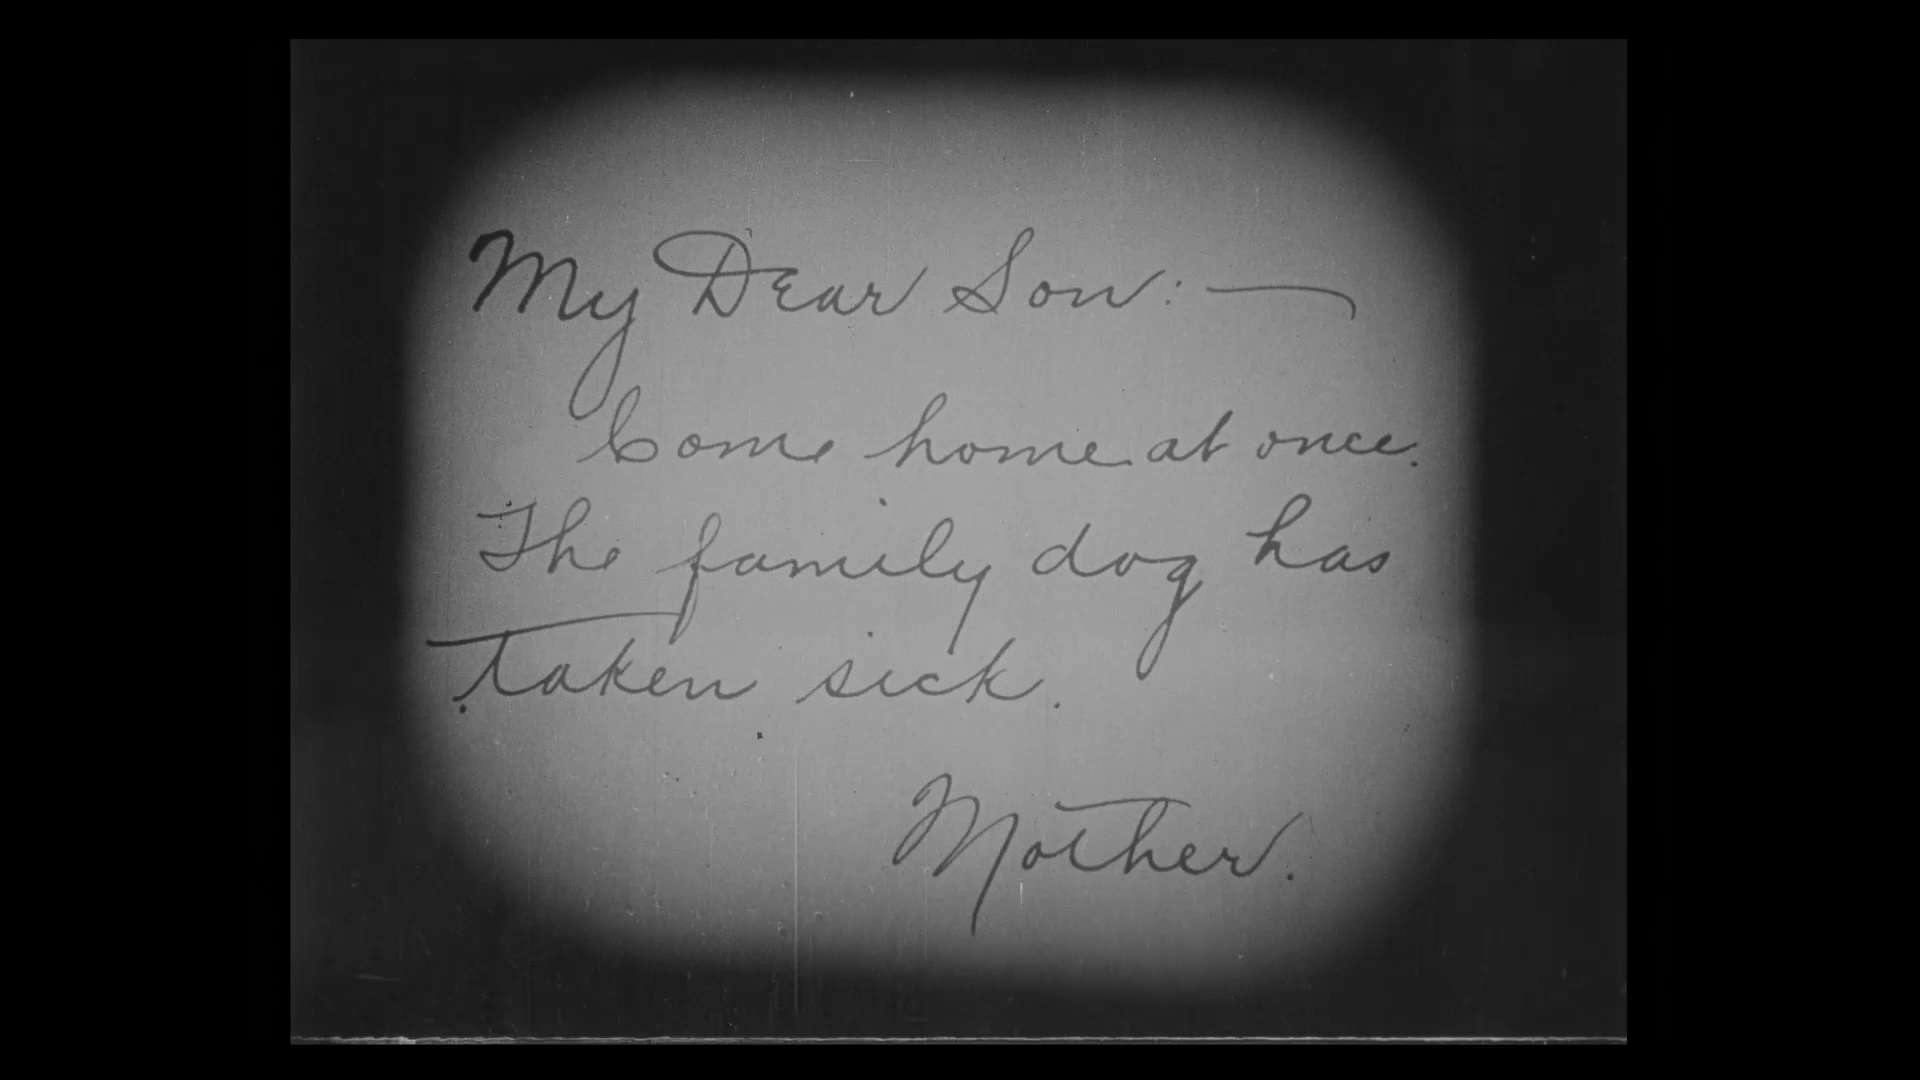 My Dear Son:—
Come home at once.
The family dog has
taken sick.
Mother.